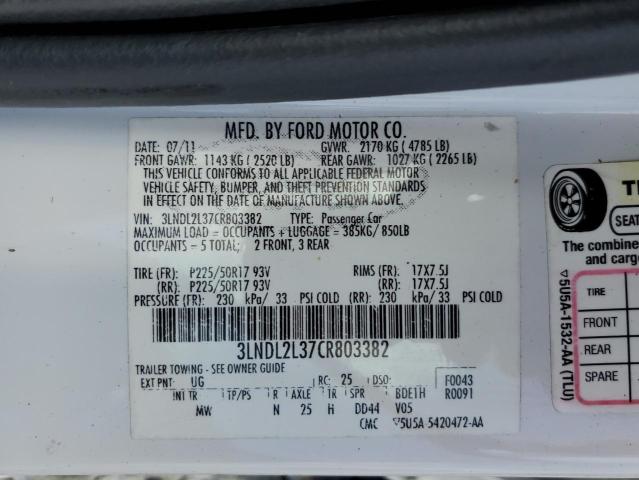 MFD. BY FORD MOTOR CO.
DATE: 07/11 GVWR: 2170 KG ( 4785 LB)
FRONT GAWR: 1143 KG ( 2520 LB) REAR GAWR: 1027 KG ( 2265 LB)
THIS VEHICLE CONFORMS TO ALL APPLICABLE FEDERAL MOTOR
VEHICLE SAFETY, BUMPER, AND THEFT PREVENTION STANDARDS
IN EFFECT ON THE DATE OF MANUFACTURE SHOWN ABOVE.
VIN: 3LNDL2L37CR803382 TYPE: Passenger Car
MAXIMUM LOAD = OCCUPANTS + LUGGAGE = 385KG/ 850LB
OCCUPANTS = 5 TOTAL; 2 FRONT, 3 REAR
TIRE (FR): P225/50R17 93V RIMS (FR): 17X7.5J
(RR): P225/50R17 93V (RR): 17X7.5J
PRESSURE (FR): 230 kPa/ 33 PSI COLD (RR): 230 kPa/ 33 PSI COLD
3LNDL2L37CR803382
TRAILER TOWING - SEE OWNER GUIDE
EXT PNT: UG RC: 25 DSO: F0043
INT TR TP/PS R AXLE TR SPR BDE1H R0091
MW N 25 H DD44 V05
CMC ▽5U5A 5420472-AA
SEAT
The combine
and cargo
TIRE
FRONT
REAR
SPARE
▽5U5A-1532-AA (TLU)